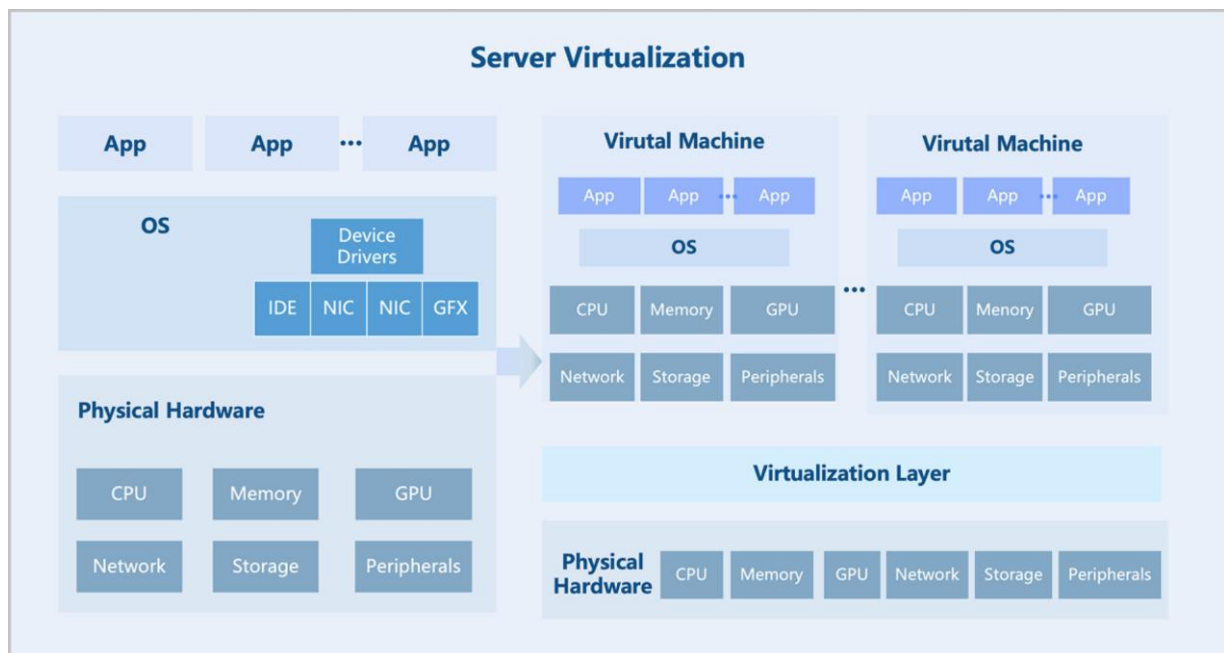 Server Virtualization
App
App
...
App
OS
Device
Drivers
IDE
NIC
NIC
GFX
Physical Hardware
CPU
Memory
GPU
Network
Storage
Peripherals
Virutal Machine
App
App
...
App
OS
CPU
Memory
GPU
Network
Storage
Peripherals
...
Virutal Machine
App
App
...
App
OS
CPU
Menory
GPU
Network
Storage
Peripherals
Virtualization Layer
Physical
Hardware
CPU
Memory
GPU
Network
Storage
Peripherals